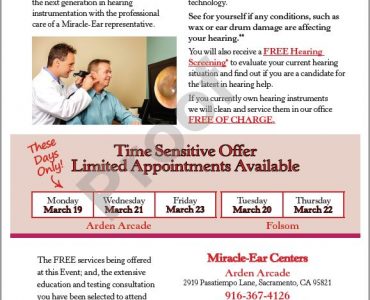 the next generation in hearing
instrumentation with the professional
care of a Miracle-Ear representative.
technology.
See for yourself if any conditions, such as
wax or ear drum damage are affecting
your hearing.**
You will also receive a FREE Hearing
Screening* to evaluate your current hearing
situation and find out if you are a candidate for
the latest in hearing help.
If you currently own hearing instruments
we will clean and service them in our office
FREE OF CHARGE.
These
Days
Only!
Time Sensitive Offer
Limited Appointments Available
Monday
March 19
Wednesday
March 21
Friday
March 23
Tuesday
March 20
Thursday
March 22
Arden Arcade
Folsom
The FREE services being offered
at this Event; and, the extensive
education and testing consultation
you have been selected to attend
Miracle-Ear Centers
Arden Arcade
2919 Pasatiempo Lane, Sacramento, CA 95821
916-367-4126
Proof